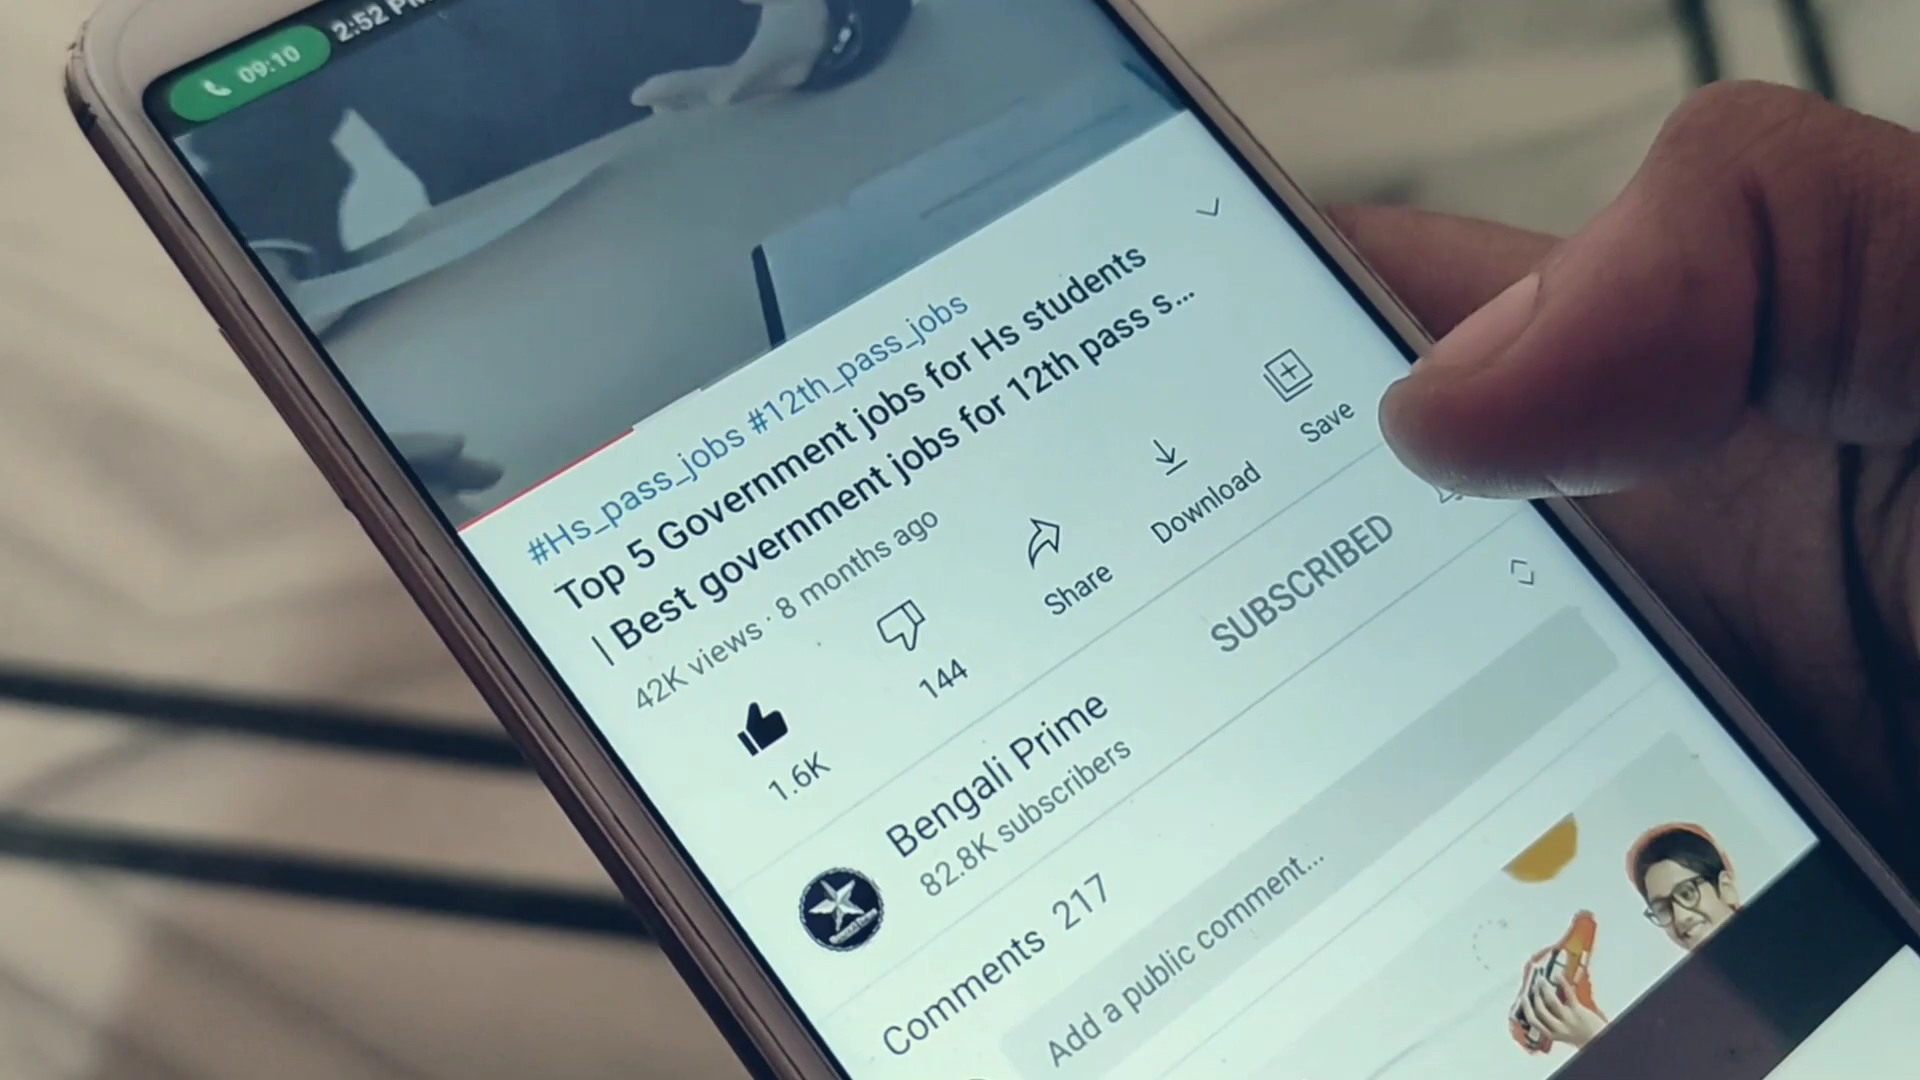 09:10 2:52
#Hs_pass_jobs #12th_pass_jobs
Top 5 Government jobs for Hs students
| Best government jobs for 12th pass s...
42K views · 8 months ago
1.6K
144
Share
Download
Save
Bengali Prime
82.8K subscribers
SUBSCRIBED
Comments 217
Add a public comment...